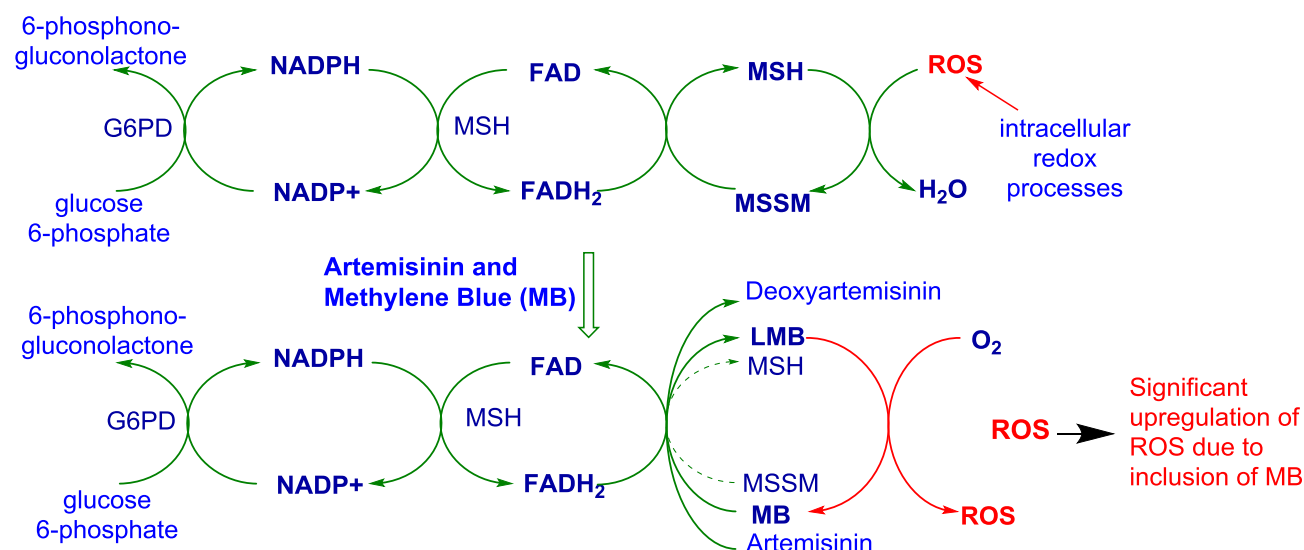 6-phosphono-
gluconolactone
NADPH
FAD
MSH
ROS
G6PD
MSH
intracellular
redox
processes
glucose
6-phosphate
NADP+
FADH2
MSSM
H2O
Artemisinin and
Methylene Blue (MB)
Deoxyartemisinin
6-phosphono-
gluconolactone
NADPH
FAD
LMB
MSH
O2
G6PD
MSH
ROS
Significant
upregulation of
ROS due to
inclusion of MB
glucose
6-phosphate
NADP+
FADH2
MSSM
MB
ROS
Artemisinin